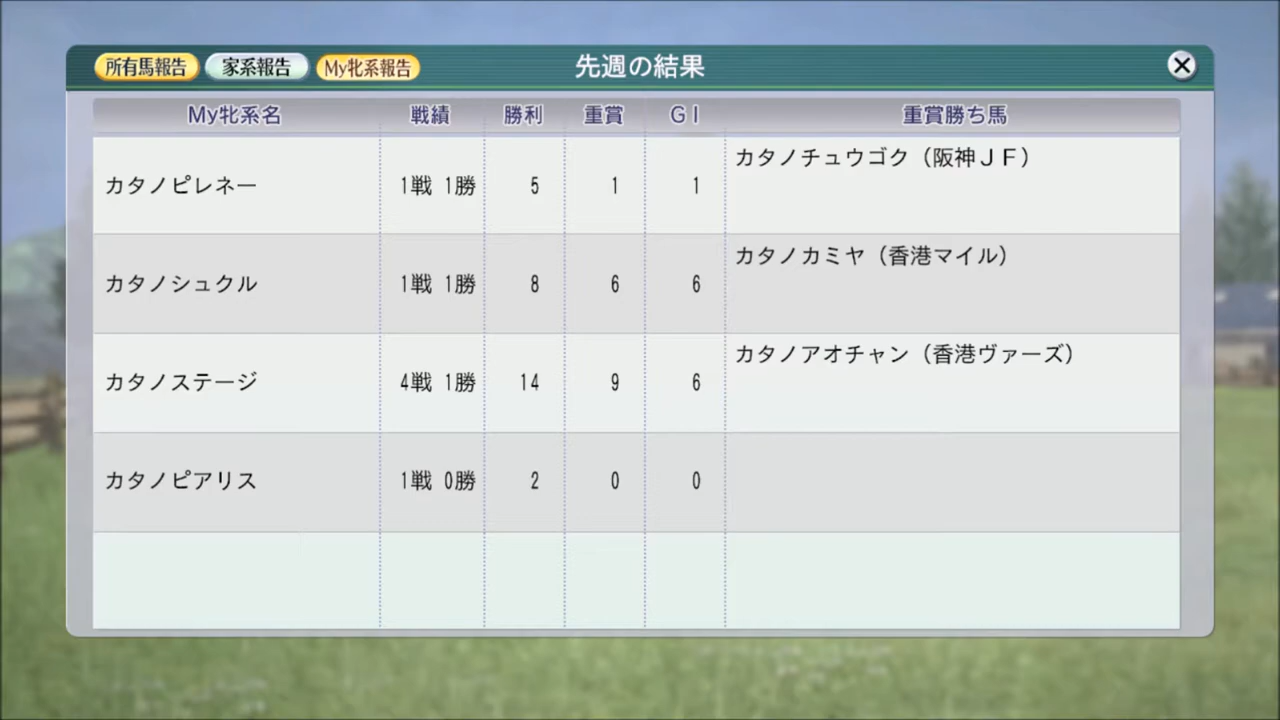 所有馬報告 家系報告 My牝系報告 先週の結果
My牝系名 戦績 勝利 重賞 GⅠ 重賞勝ち馬
カタノピレネー 1戦 1勝 5 1 1 カタノチュウゴク（阪神ＪＦ）
カタノシュクル 1戦 1勝 8 6 6 カタノカミヤ（香港マイル）
カタノステージ 4戦 1勝 14 9 6 カタノアオチャン（香港ヴァーズ）
カタノピアリス 1戦 0勝 2 0 0